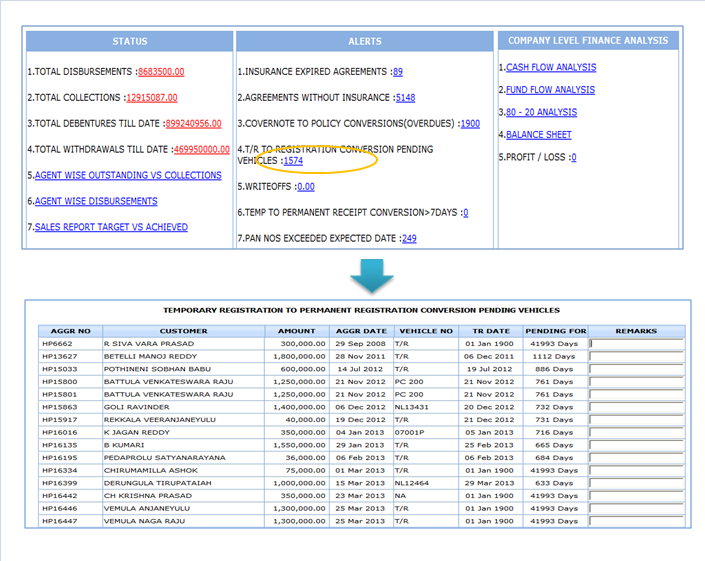 STATUS
1.TOTAL DISBURSEMENTS :8683500.00
2.TOTAL COLLECTIONS :12915087.00
3.TOTAL DEBENTURES TILL DATE :899240956.00
4.TOTAL WITHDRAWALS TILL DATE :469950000.00
5.AGENT WISE OUTSTANDING VS COLLECTIONS
6.AGENT WISE DISBURSEMENTS
7.SALES REPORT TARGET VS ACHIEVED
ALERTS
1.INSURANCE EXPIRED AGREEMENTS :89
2.AGREEMENTS WITHOUT INSURANCE :5148
3.COVERNOTE TO POLICY CONVERSIONS(OVERDUES) :1900
4.T/R TO REGISTRATION CONVERSION PENDING
VEHICLES :1574
5.WRITEOFFS :0.00
6.TEMP TO PERMANENT RECEIPT CONVERSION>7DAYS :0
7.PAN NOS EXCEEDED EXPECTED DATE :249
COMPANY LEVEL FINANCE ANALYSIS
1.CASH FLOW ANALYSIS
2.FUND FLOW ANALYSIS
3.80 - 20 ANALYSIS
4.BALANCE SHEET
5.PROFIT / LOSS :0
TEMPORARY REGISTRATION TO PERMANENT REGISTRATION CONVERSION PENDING VEHICLES
AGGR NO CUSTOMER AMOUNT AGGR DATE VEHICLE NO TR DATE PENDING FOR REMARKS
HP6662 R SIVA VARA PRASAD 300,000.00 29 Sep 2008 T/R 01 Jan 1900 41993 Days
HP13627 BETELLI MANOJ REDDY 1,800,000.00 28 Nov 2011 T/R 06 Dec 2011 1112 Days
HP15033 POTHINENI SOBHAN BABU 600,000.00 14 Jul 2012 T/R 19 Jul 2012 886 Days
HP15800 BATTULA VENKATESWARA RAJU 1,250,000.00 21 Nov 2012 PC 200 21 Nov 2012 761 Days
HP15801 BATTULA VENKATESWARA RAJU 1,250,000.00 21 Nov 2012 PC 200 21 Nov 2012 761 Days
HP15863 GOLI RAVINDER 1,400,000.00 06 Dec 2012 NL13431 20 Dec 2012 732 Days
HP15917 REKKALA VEERANJANEYULU 40,000.00 19 Dec 2012 T/R 21 Dec 2012 731 Days
HP16016 K JAGAN REDDY 350,000.00 04 Jan 2013 07001P 05 Jan 2013 716 Days
HP16135 B KUMARI 1,550,000.00 29 Jan 2013 T/R 25 Feb 2013 665 Days
HP16195 PEDAPROLU SATYANARAYANA 36,000.00 06 Feb 2013 T/R 06 Feb 2013 684 Days
HP16334 CHIRUMAMILLA ASHOK 75,000.00 01 Mar 2013 T/R 01 Jan 1900 41993 Days
HP16399 DERUNGULA TIRUPATAIAH 1,000,000.00 15 Mar 2013 NL12464 29 Mar 2013 633 Days
HP16442 CH KRISHNA PRASAD 350,000.00 23 Mar 2013 NA 01 Jan 1900 41993 Days
HP16446 VEMULA ANJANEYULU 1,300,000.00 25 Mar 2013 T/R 01 Jan 1900 41993 Days
HP16447 VEMULA NAGA RAJU 1,300,000.00 25 Mar 2013 T/R 01 Jan 1900 41993 Days